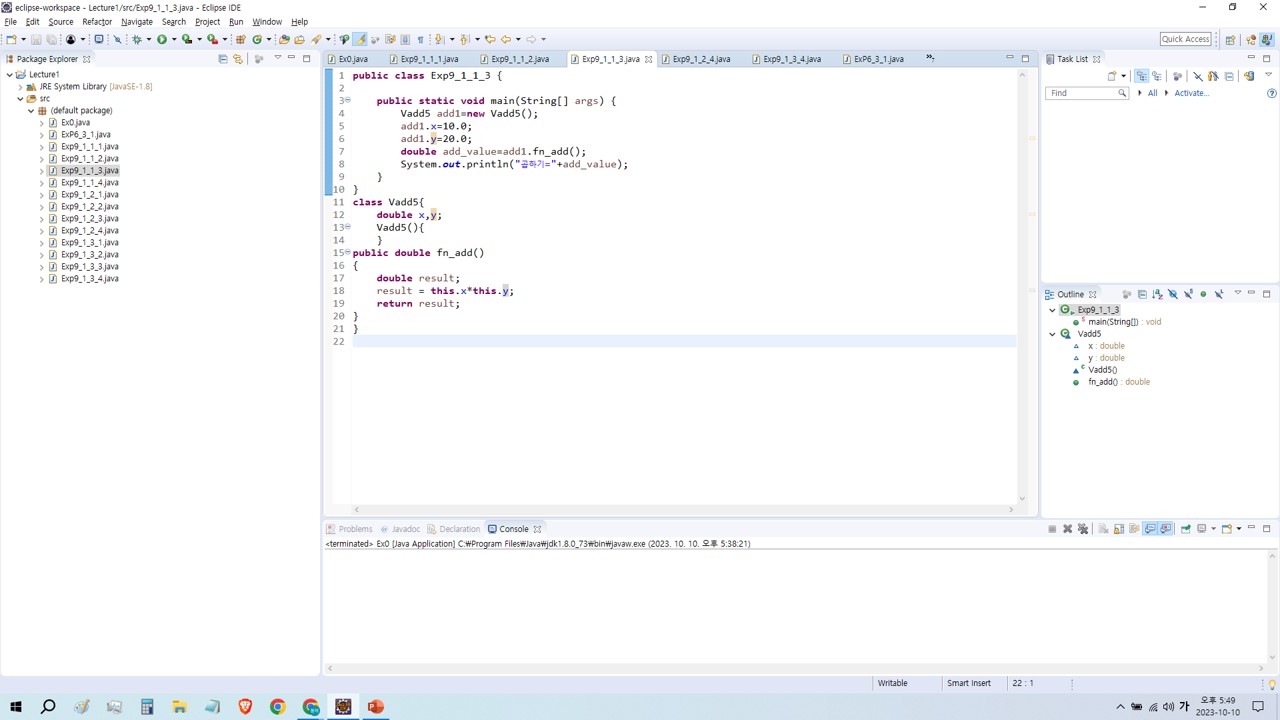 eclipse-workspace - Lecture1/src/Exp9_1_1_3.java - Eclipse IDE
File Edit Source Refactor Navigate Search Project Run Window Help
Quick Access
Package Explorer
Lecture1
JRE System Library [JavaSE-1.8]
src
(default package)
Ex0.java
ExP6_3_1.java
Exp9_1_1_1.java
Exp9_1_1_2.java
Exp9_1_1_3.java
Exp9_1_1_4.java
Exp9_1_2_1.java
Exp9_1_2_2.java
Exp9_1_2_3.java
Exp9_1_2_4.java
Exp9_1_3_1.java
Exp9_1_3_2.java
Exp9_1_3_3.java
Exp9_1_3_4.java
Ex0.java Exp9_1_1_1.java Exp9_1_1_2.java Exp9_1_1_3.java Exp9_1_2_4.java Exp9_1_3_4.java ExP6_3_1.java
1 public class Exp9_1_1_3 {
2
3 public static void main(String[] args) {
4 Vadd5 add1=new Vadd5();
5 add1.x=10.0;
6 add1.y=20.0;
7 double add_value=add1.fn_add();
8 System.out.println("곱하기="+add_value);
9 }
10 }
11 class Vadd5{
12 double x,y;
13 Vadd5(){
14 }
15 public double fn_add()
16 {
17 double result;
18 result = this.x*this.y;
19 return result;
20 }
21 }
22
Task List
Find All Activate...
Outline
Exp9_1_1_3
main(String[]) : void
Vadd5
x : double
y : double
Vadd5()
fn_add() : double
Problems Javadoc Declaration Console
<terminated> Ex0 [Java Application] C:₩Program Files₩Java₩jdk1.8.0_73₩bin₩javaw.exe (2023. 10. 10. 오후 5:38:21)
Writable Smart Insert 22 : 1
가
오후 5:49
2023-10-10